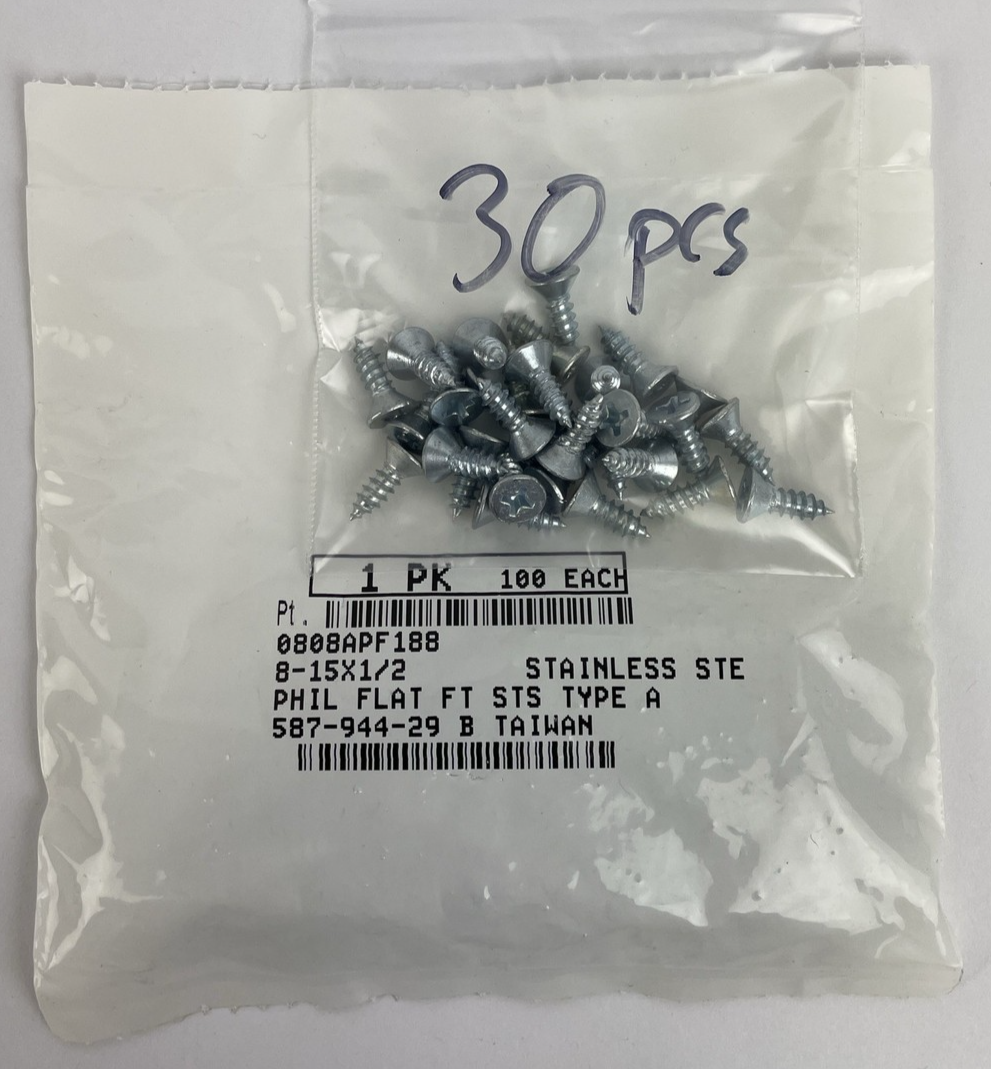 30 pcs
1 PK 100 EACH
Pt.
0808APF188
8-15X1/2 STAINLESS STE
PHIL FLAT FT STS TYPE A
587-944-29 B TAIWAN